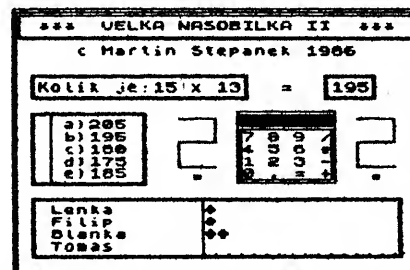 *** VELKA NASOBILKA II ***
c Martin Stepanek 1986
Kolik je:15 x 13 = 195
a)205
b)195
c)180
d)175
e)185
7 8 9 /
4 5 6 *
1 2 3 -
0 . = +
Lenka
Filip
Blanka
Tomas